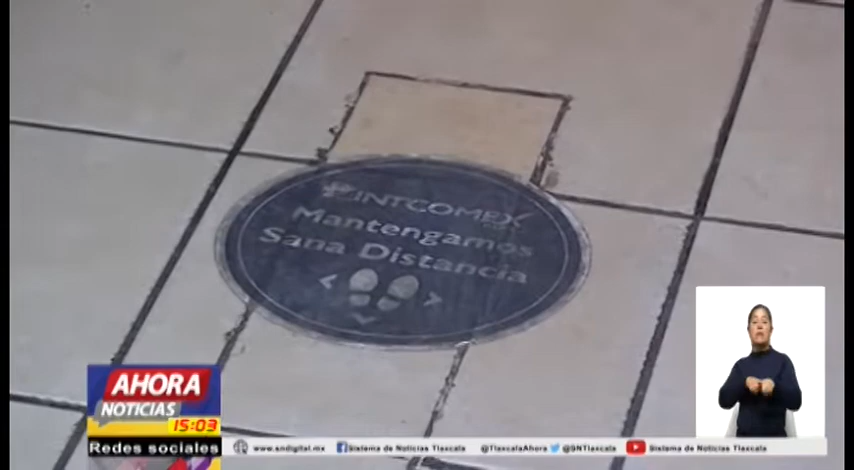 INTCOMEX
Mantengamos
Sana Distancia
AHORA
NOTICIAS
15:03
Redes sociales
www.sndigital.mx
Sistema de Noticias Tlaxcala
@TlaxcalaAhora
@SNTlaxcala
Sistema de Noticias Tlaxcala